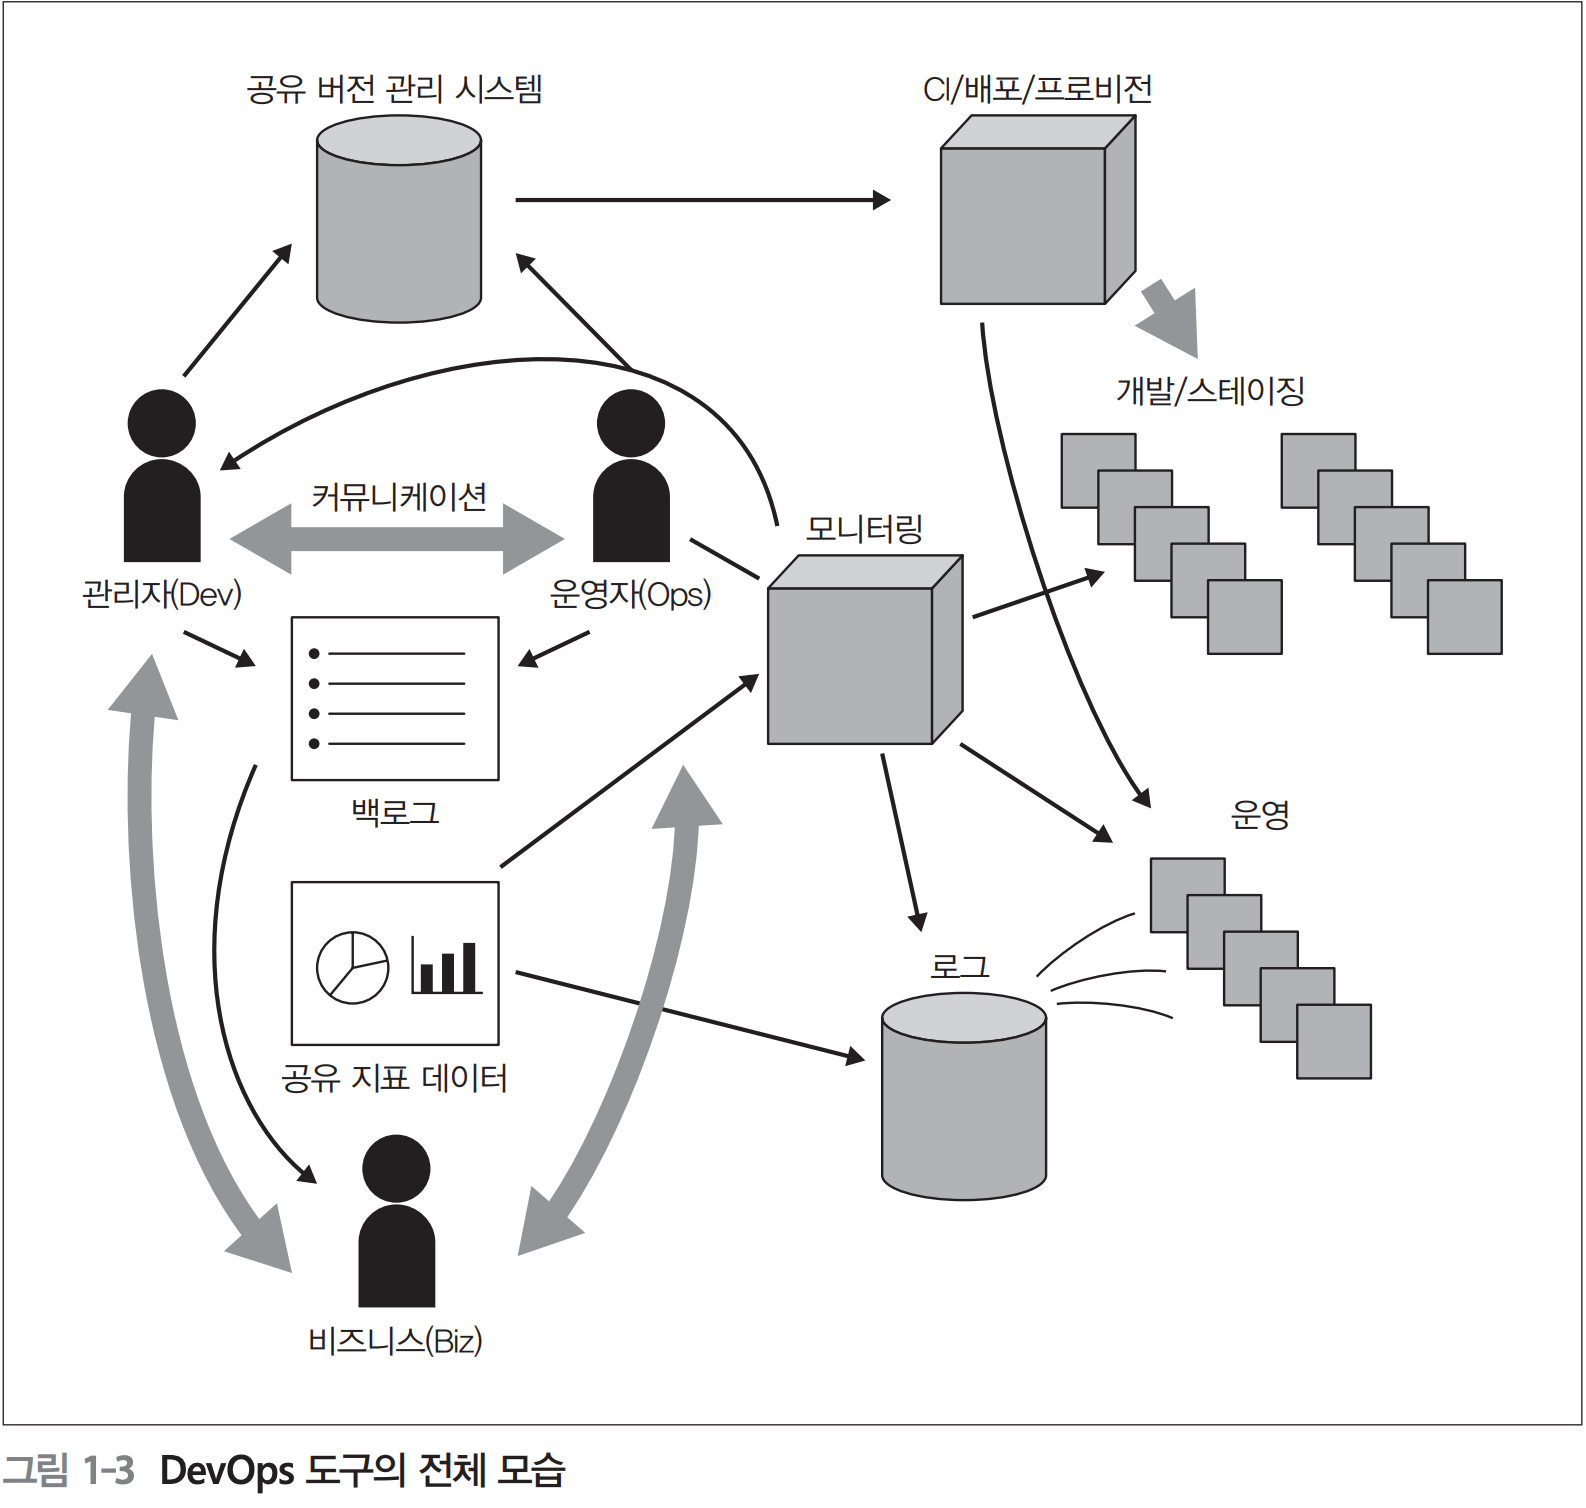 공유 버전 관리 시스템
CI/배포/프로비전
개발/스테이징
커뮤니케이션
모니터링
관리자(Dev)
운영자(Ops)
백로그
운영
로그
공유 지표 데이터
비즈니스(Biz)
그림 1-3 DevOps 도구의 전체 모습